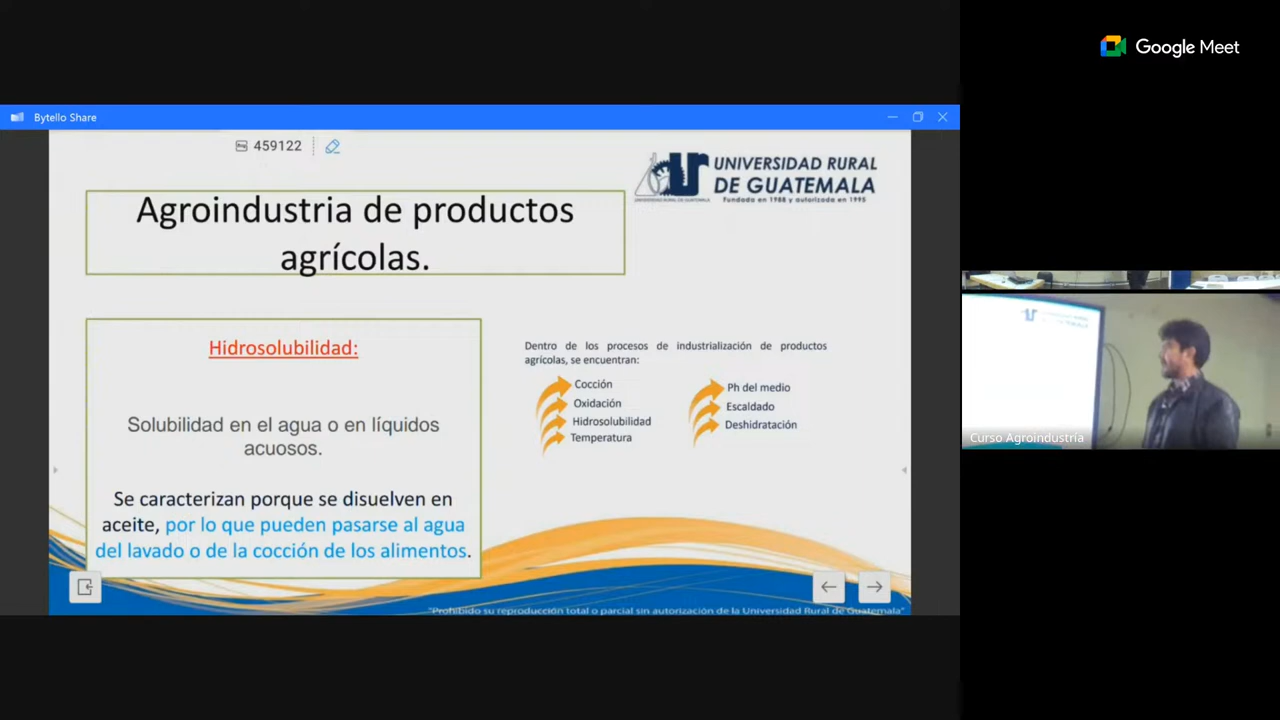 Google Meet
Bytello Share
459122
UNIVERSIDAD RURAL
DE GUATEMALA
Fundada en 1988 y autorizada en 1995
Agroindustria de productos
agrícolas.
Hidrosolubilidad:
Solubilidad en el agua o en líquidos
acuosos.
Se caracterizan porque se disuelven en
aceite, por lo que pueden pasarse al agua
del lavado o de la cocción de los alimentos.
Dentro de los procesos de industrialización de productos
agrícolas, se encuentran:
Cocción
Oxidación
Hidrosolubilidad
Temperatura
Ph del medio
Escaldado
Deshidratación
"Prohibido su reproducción total o parcial sin autorización de la Universidad Rural de Guatemala"
Curso Agroindustría